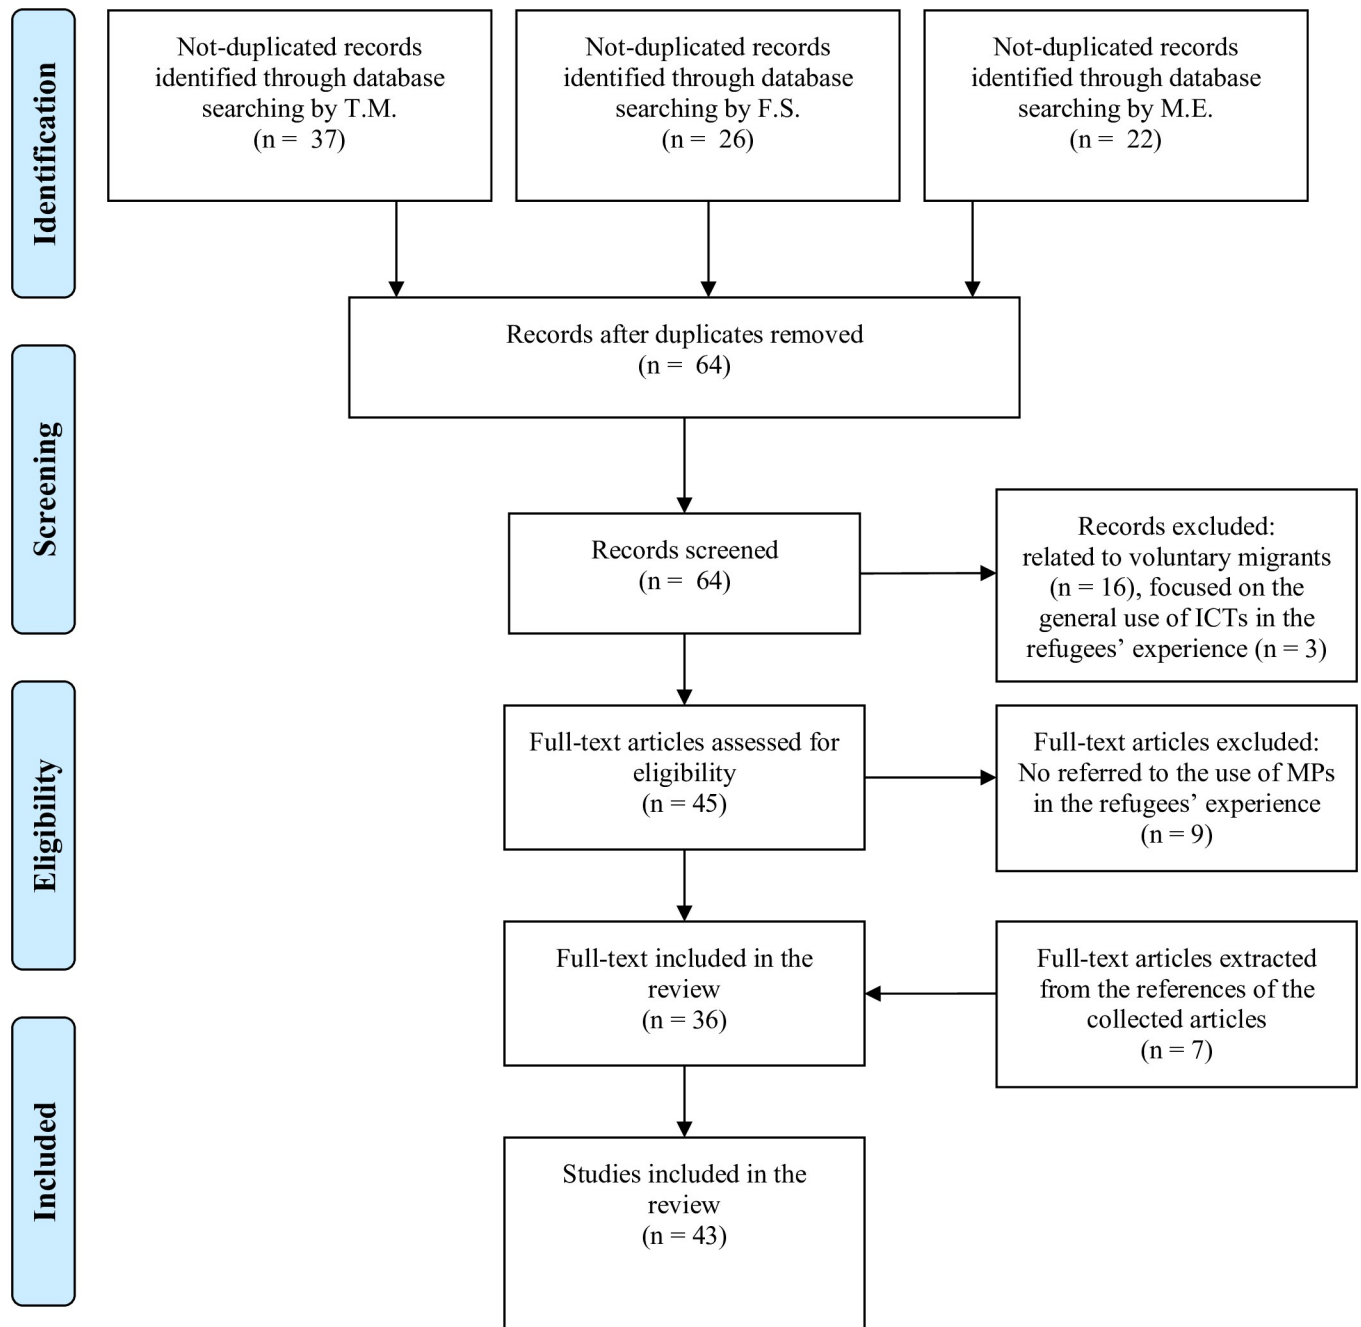 Identification
Not-duplicated records
identified through database
searching by T.M.
(n = 37)
Not-duplicated records
identified through database
searching by F.S.
(n = 26)
Not-duplicated records
identified through database
searching by M.E.
(n = 22)
Records after duplicates removed
(n = 64)
Screening
Records screened
(n = 64)
Records excluded:
related to voluntary migrants
(n = 16), focused on the
general use of ICTs in the
refugees’ experience (n = 3)
Eligibility
Full-text articles assessed for
eligibility
(n = 45)
Full-text articles excluded:
No referred to the use of MPs
in the refugees’ experience
(n = 9)
Full-text included in the
review
(n = 36)
Full-text articles extracted
from the references of the
collected articles
(n = 7)
Included
Studies included in the
review
(n = 43)